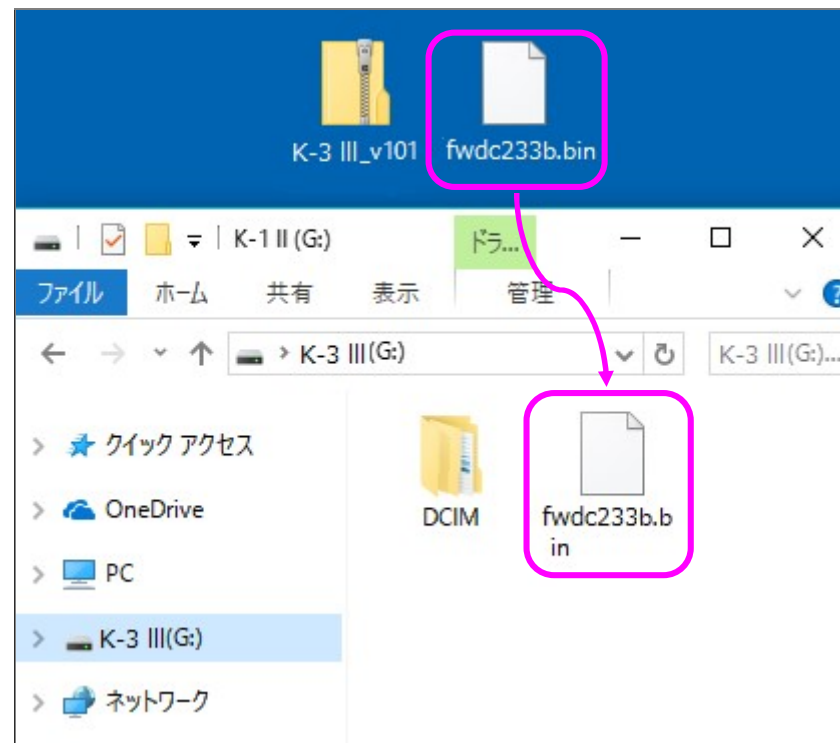 K-3 III_v101
fwdc233b.bin
K-1 II (G:)
ドラ...
ファイル ホーム 共有 表示 管理
K-3 III(G:)
K-3 III(G:)...
クイック アクセス
OneDrive
PC
K-3 III(G:)
ネットワーク
DCIM
fwdc233b.b
in